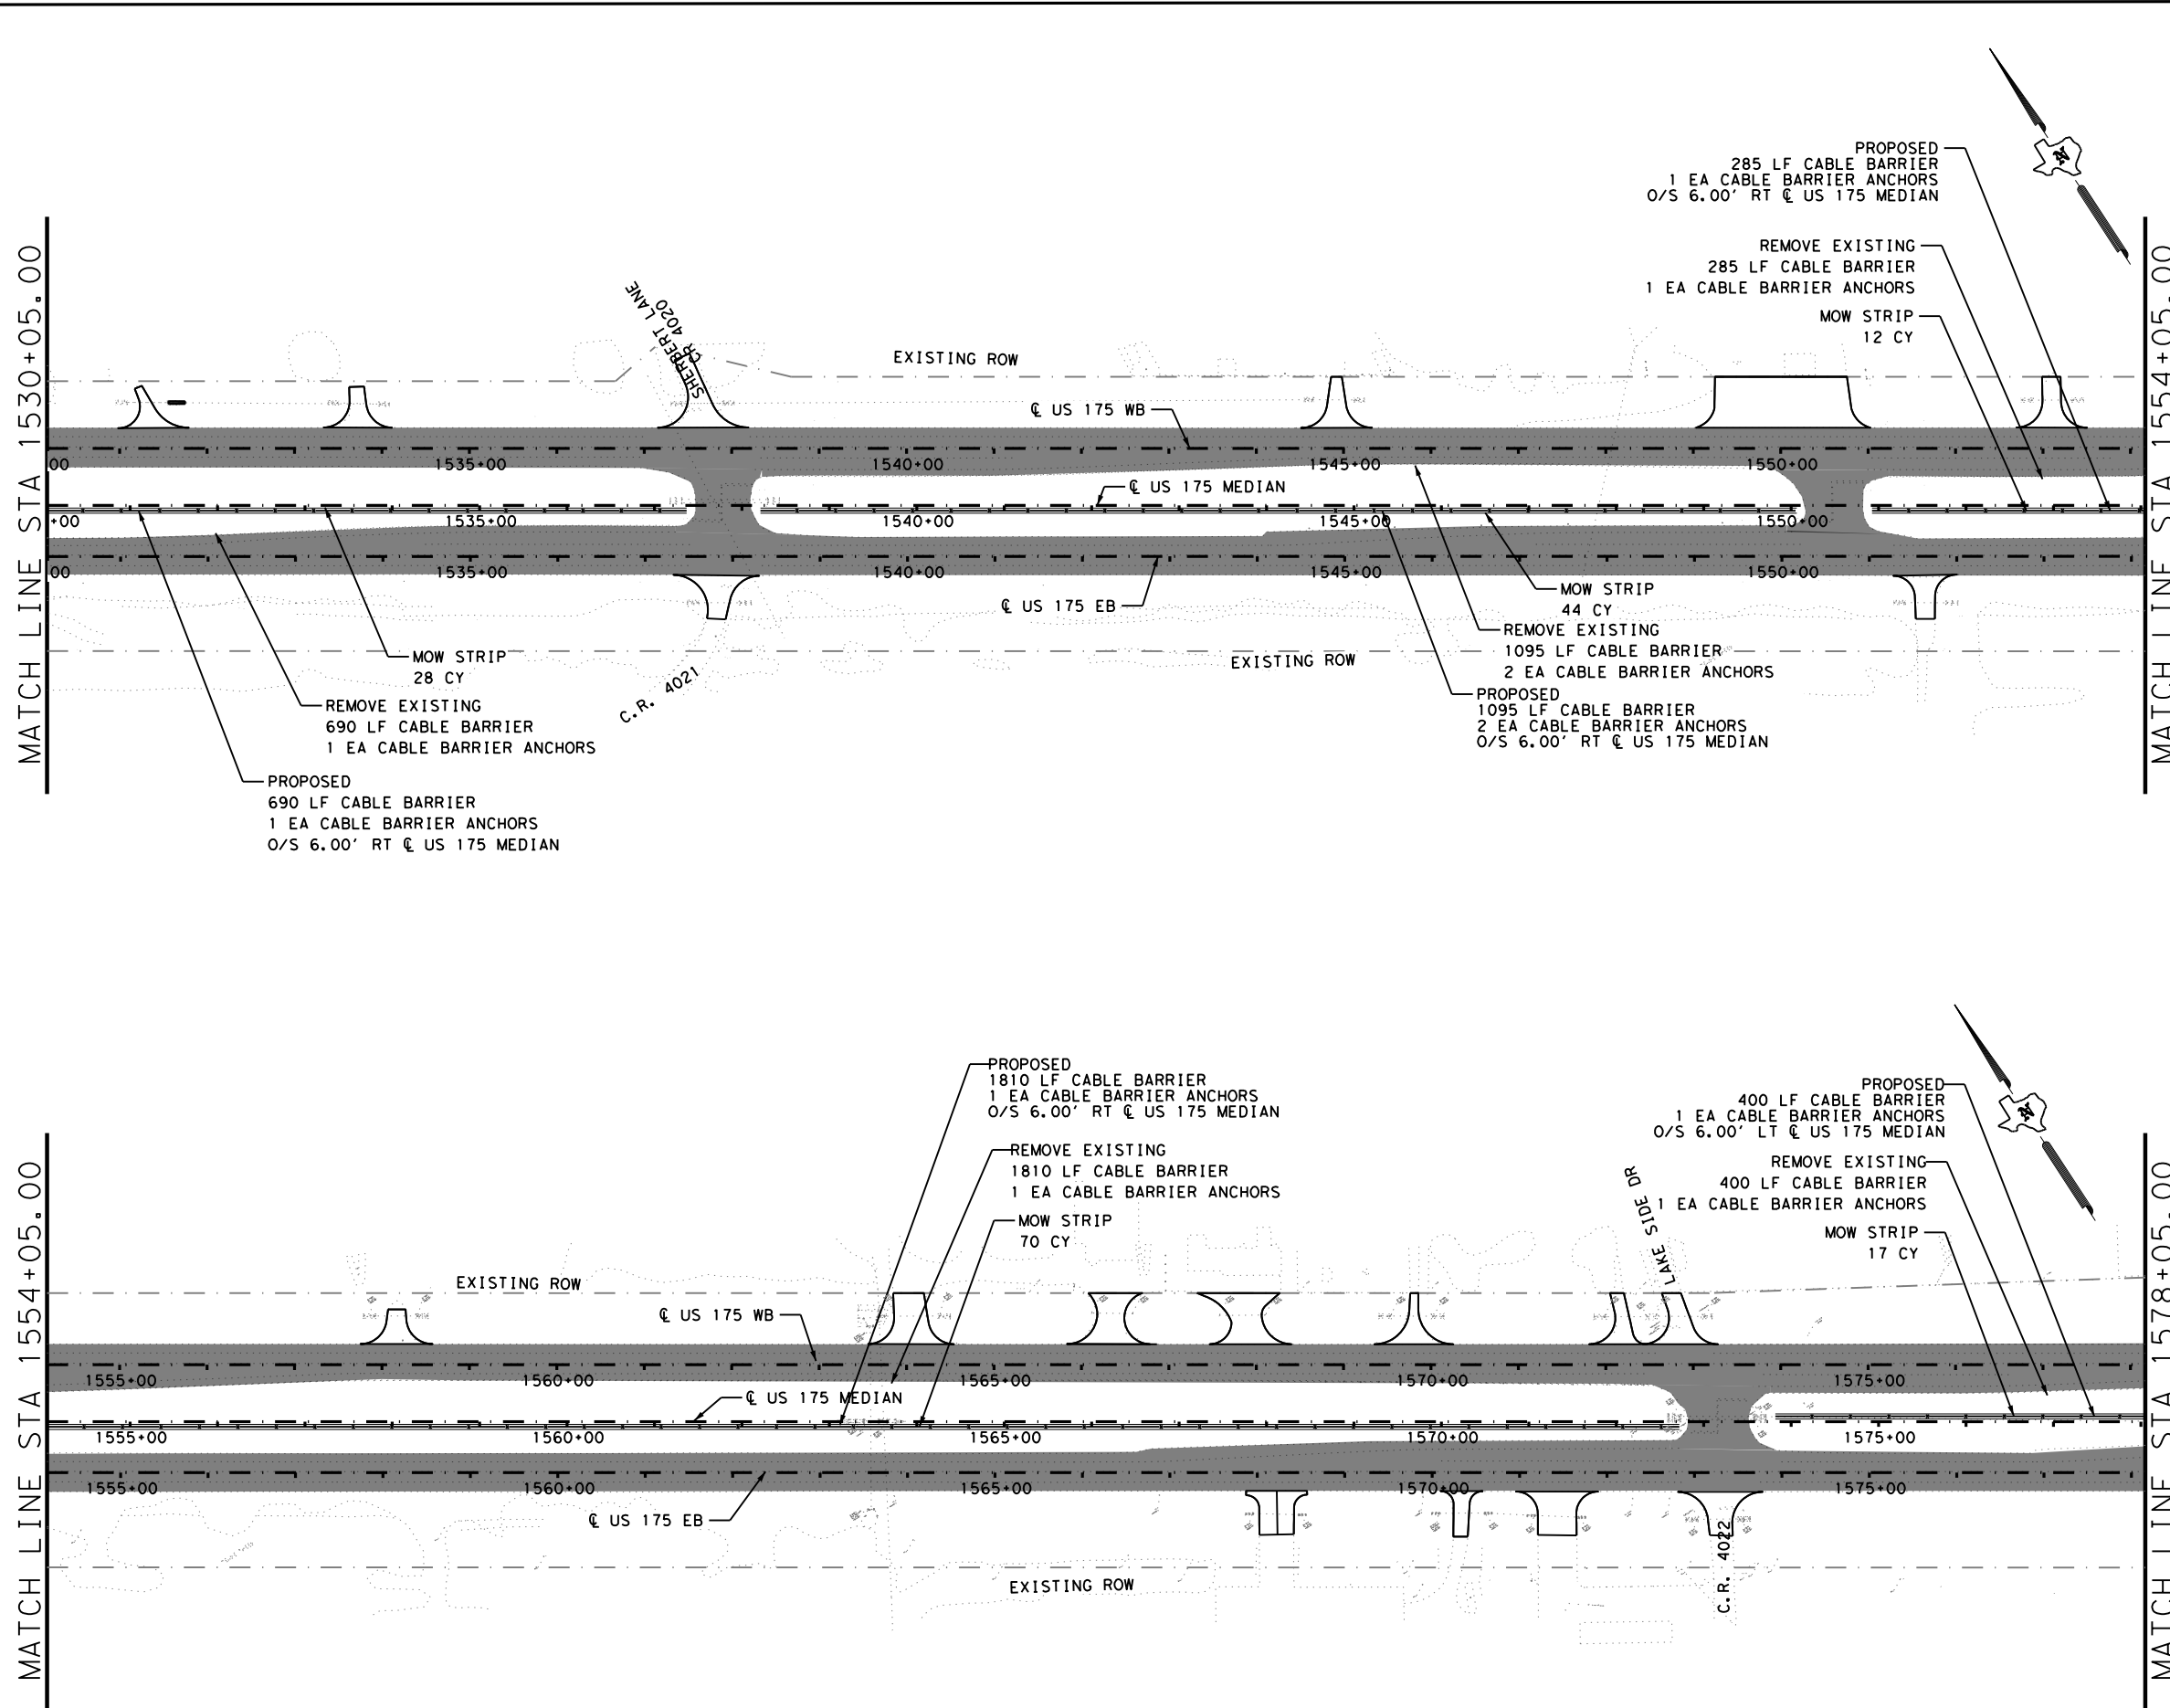 PROPOSED
285 LF CABLE BARRIER
1 EA CABLE BARRIER ANCHORS
O/S 6.00' RT ℄ US 175 MEDIAN
REMOVE EXISTING
285 LF CABLE BARRIER
1 EA CABLE BARRIER ANCHORS
MOW STRIP
12 CY
N
MATCH LINE STA 1530+05.00
MATCH LINE STA 1554+05.00
SHERBERT LANE
CR 4020
EXISTING ROW
℄ US 175 WB
00
1535+00
1540+00
1545+00
1550+00
℄ US 175 MEDIAN
+00
1535+00
1540+00
1545+00
1550+00
00
1535+00
1540+00
1545+00
1550+00
℄ US 175 EB
MOW STRIP
44 CY
REMOVE EXISTING
1095 LF CABLE BARRIER
2 EA CABLE BARRIER ANCHORS
PROPOSED
1095 LF CABLE BARRIER
2 EA CABLE BARRIER ANCHORS
O/S 6.00' RT ℄ US 175 MEDIAN
EXISTING ROW
C.R. 4021
MOW STRIP
28 CY
REMOVE EXISTING
690 LF CABLE BARRIER
1 EA CABLE BARRIER ANCHORS
PROPOSED
690 LF CABLE BARRIER
1 EA CABLE BARRIER ANCHORS
O/S 6.00' RT ℄ US 175 MEDIAN
PROPOSED
1810 LF CABLE BARRIER
1 EA CABLE BARRIER ANCHORS
O/S 6.00' RT ℄ US 175 MEDIAN
REMOVE EXISTING
1810 LF CABLE BARRIER
1 EA CABLE BARRIER ANCHORS
MOW STRIP
70 CY
PROPOSED
400 LF CABLE BARRIER
1 EA CABLE BARRIER ANCHORS
O/S 6.00' LT ℄ US 175 MEDIAN
REMOVE EXISTING
400 LF CABLE BARRIER
1 EA CABLE BARRIER ANCHORS
MOW STRIP
17 CY
N
LAKE SIDE DR
MATCH LINE STA 1554+05.00
MATCH LINE STA 1578+05.00
EXISTING ROW
℄ US 175 WB
1555+00
1560+00
1565+00
1570+00
1575+00
℄ US 175 MEDIAN
1555+00
1560+00
1565+00
1570+00
1575+00
1555+00
1560+00
1565+00
1570+00
1575+00
℄ US 175 EB
EXISTING ROW
C.R. 4022